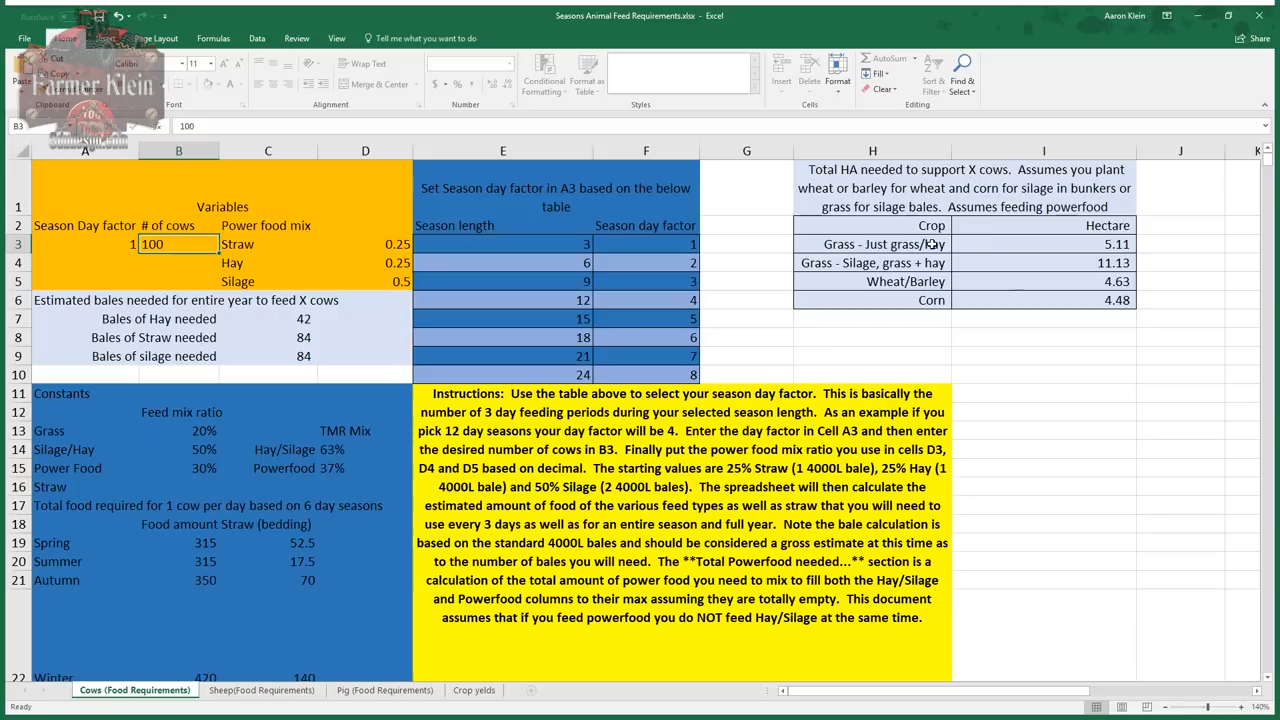 AutoSave
Seasons Animal Feed Requirements.xlsx - Excel
Aaron Klein
File
Home
Insert
Page Layout
Formulas
Data
Review
View
Tell me what you want to do
Share
Cut
Copy
Paste
Clipboard
Farmer Klein
Calibri
11
Font
Wrap Text
Merge & Center
Alignment
Number
Conditional Formatting
Format as Table
Styles
Insert
Delete
Format
Cells
AutoSum
Fill
Clear
Sort & Filter
Find & Select
Editing
B3
100
A B C D E F G H I J K
Variables
Set Season day factor in A3 based on the below table
Total HA needed to support X cows. Assumes you plant
wheat or barley for wheat and corn for silage in bunkers or
grass for silage bales. Assumes feeding powerfood
1
2 Season Day factor # of cows Power food mix Season length Season day factor Crop Hectare
3 1 100 Straw 0.25 3 1 Grass - Just grass/hay 5.11
4 Hay 0.25 6 2 Grass - Silage, grass + hay 11.13
5 Silage 0.5 9 3 Wheat/Barley 4.63
6 Estimated bales needed for entire year to feed X cows 12 4 Corn 4.48
7 Bales of Hay needed 42 15 5
8 Bales of Straw needed 84 18 6
9 Bales of silage needed 84 21 7
10 24 8
11 Constants
12 Feed mix ratio
13 Grass 20% TMR Mix
14 Silage/Hay 50% Hay/Silage 63%
15 Power Food 30% Powerfood 37%
16 Straw
17 Total food required for 1 cow per day based on 6 day seasons
18 Food amount Straw (bedding)
19 Spring 315 52.5
20 Summer 315 17.5
21 Autumn 350 70
22 Winter 420 140
Instructions: Use the table above to select your season day factor. This is basically the
number of 3 day feeding periods during your selected season length. As an example if you
pick 12 day seasons your day factor will be 4. Enter the day factor in Cell A3 and then enter
the desired number of cows in B3. Finally put the power food mix ratio you use in cells D3,
D4 and D5 based on decimal. The starting values are 25% Straw (1 4000L bale), 25% Hay (1
4000L bale) and 50% Silage (2 4000L bales). The spreadsheet will then calculate the
estimated amount of food of the various feed types as well as straw that you will need to
use every 3 days as well as for an entire season and full year. Note the bale calculation is
based on the standard 4000L bales and should be considered a gross estimate at this time as
to the number of bales you will need. The **Total Powerfood needed...** section is a
calculation of the total amount of power food you need to mix to fill both the Hay/Silage
and Powerfood columns to their max assuming they are totally empty. This document
assumes that if you feed powerfood you do NOT feed Hay/Silage at the same time.
Cows (Food Requirements)
Sheep(Food Requirements)
Pig (Food Requirements)
Crop yelds
Ready
140%